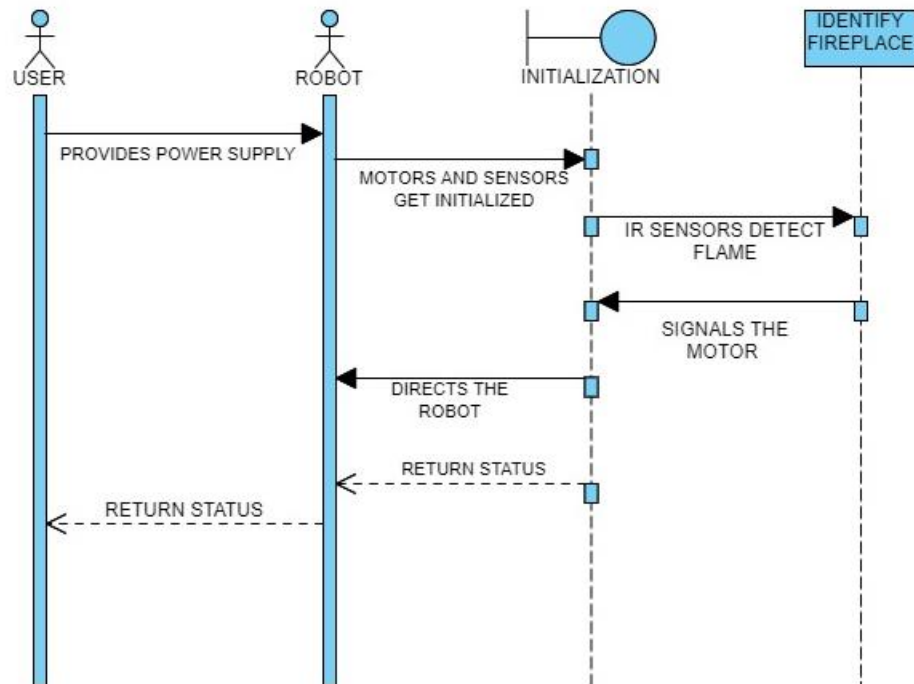 USER
ROBOT
INITIALIZATION
IDENTIFY
FIREPLACE
PROVIDES POWER SUPPLY
MOTORS AND SENSORS
GET INITIALIZED
IR SENSORS DETECT
FLAME
SIGNALS THE
MOTOR
DIRECTS THE
ROBOT
RETURN STATUS
RETURN STATUS